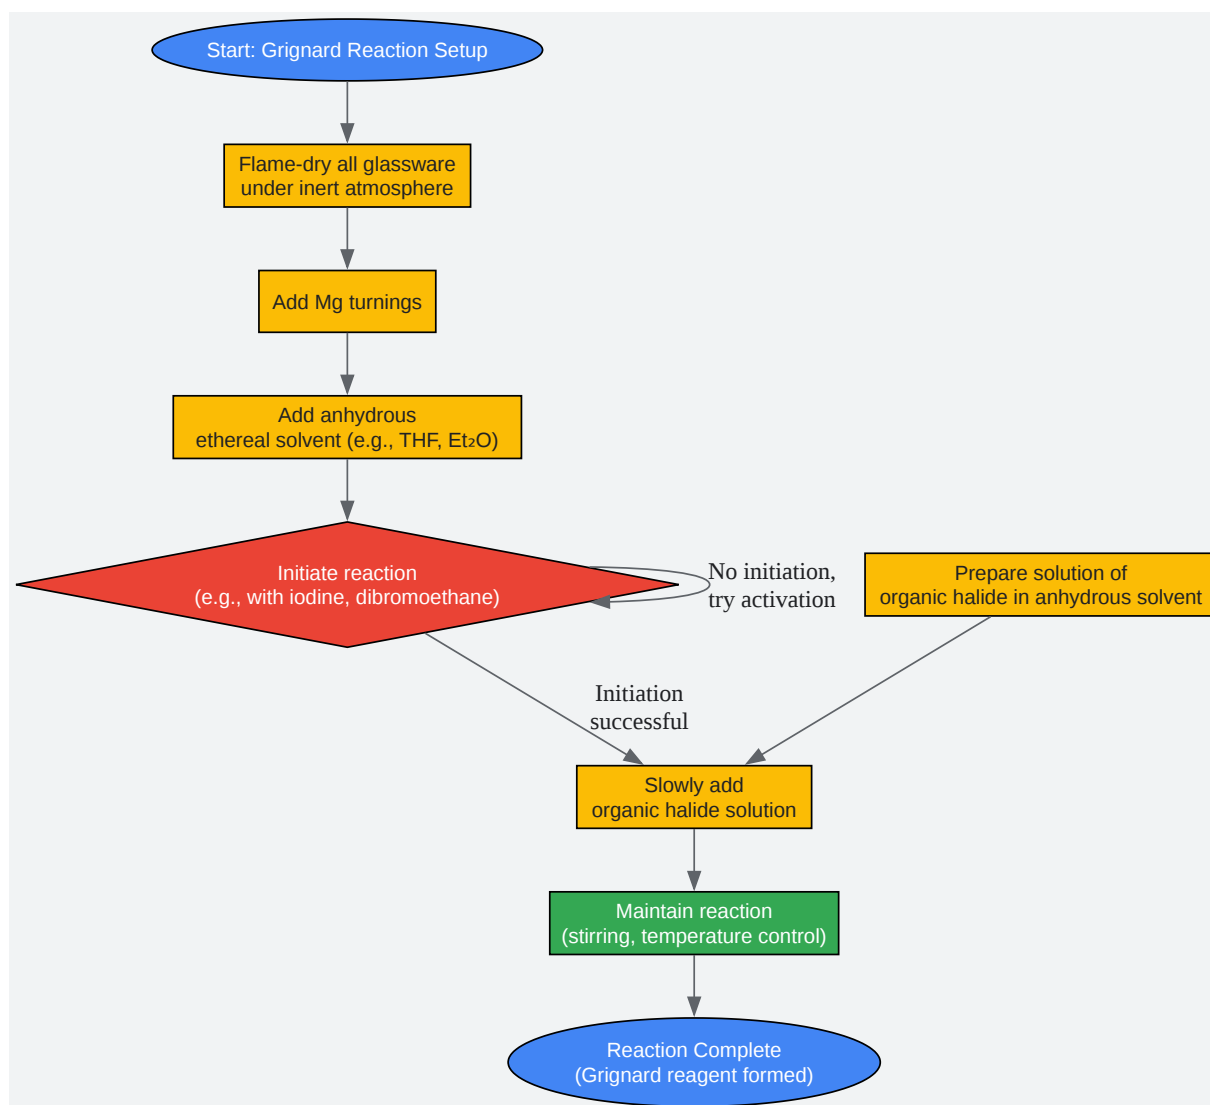 Start: Grignard Reaction Setup
Flame-dry all glassware
under inert atmosphere
Add Mg turnings
Add anhydrous
ethereal solvent (e.g., THF, Et₂O)
Initiate reaction
(e.g., with iodine, dibromoethane)
No initiation,
try activation
Prepare solution of
organic halide in anhydrous solvent
Initiation
successful
Slowly add
organic halide solution
Maintain reaction
(stirring, temperature control)
Reaction Complete
(Grignard reagent formed)